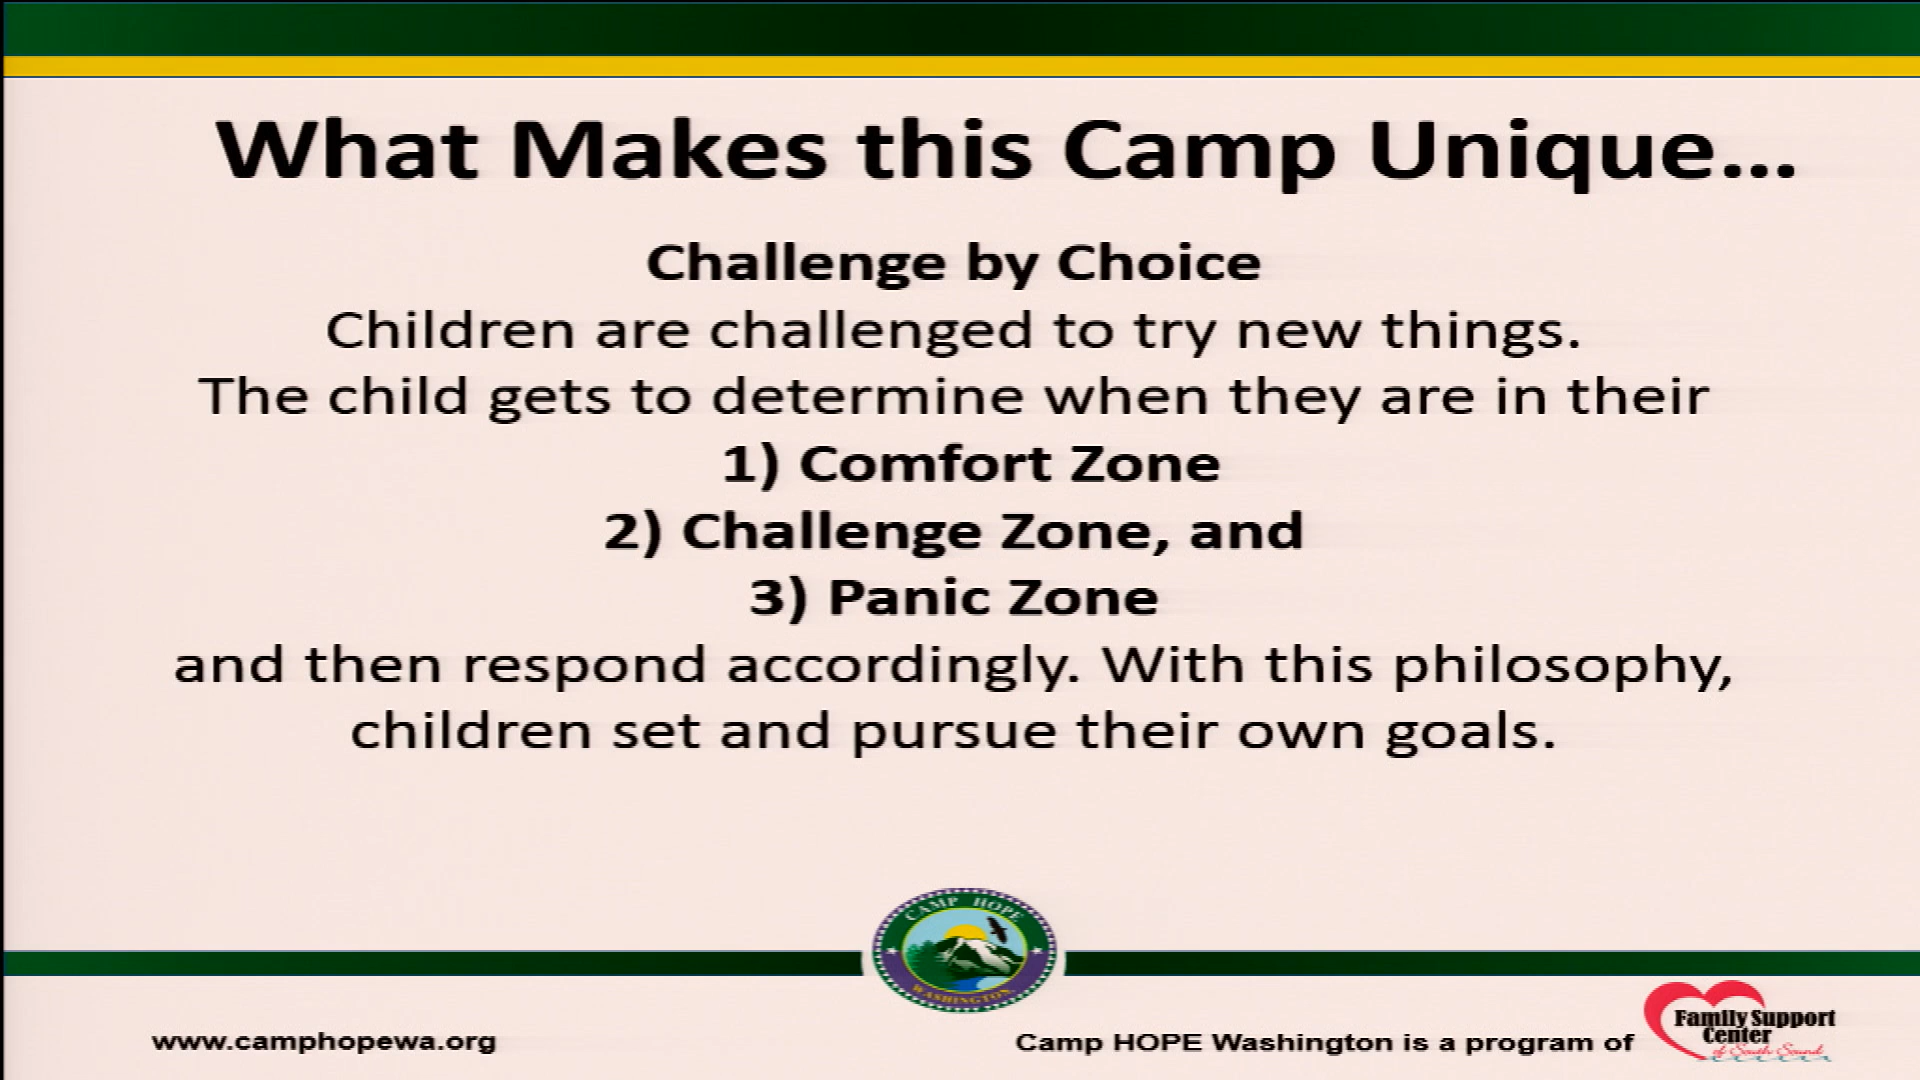 What Makes this Camp Unique...
Challenge by Choice
Children are challenged to try new things.
The child gets to determine when they are in their
1) Comfort Zone
2) Challenge Zone, and
3) Panic Zone
and then respond accordingly. With this philosophy,
children set and pursue their own goals.
CAMP HOPE
WASHINGTON
www.camphopewa.org
Camp HOPE Washington is a program of
Family Support
Center
of South Sound